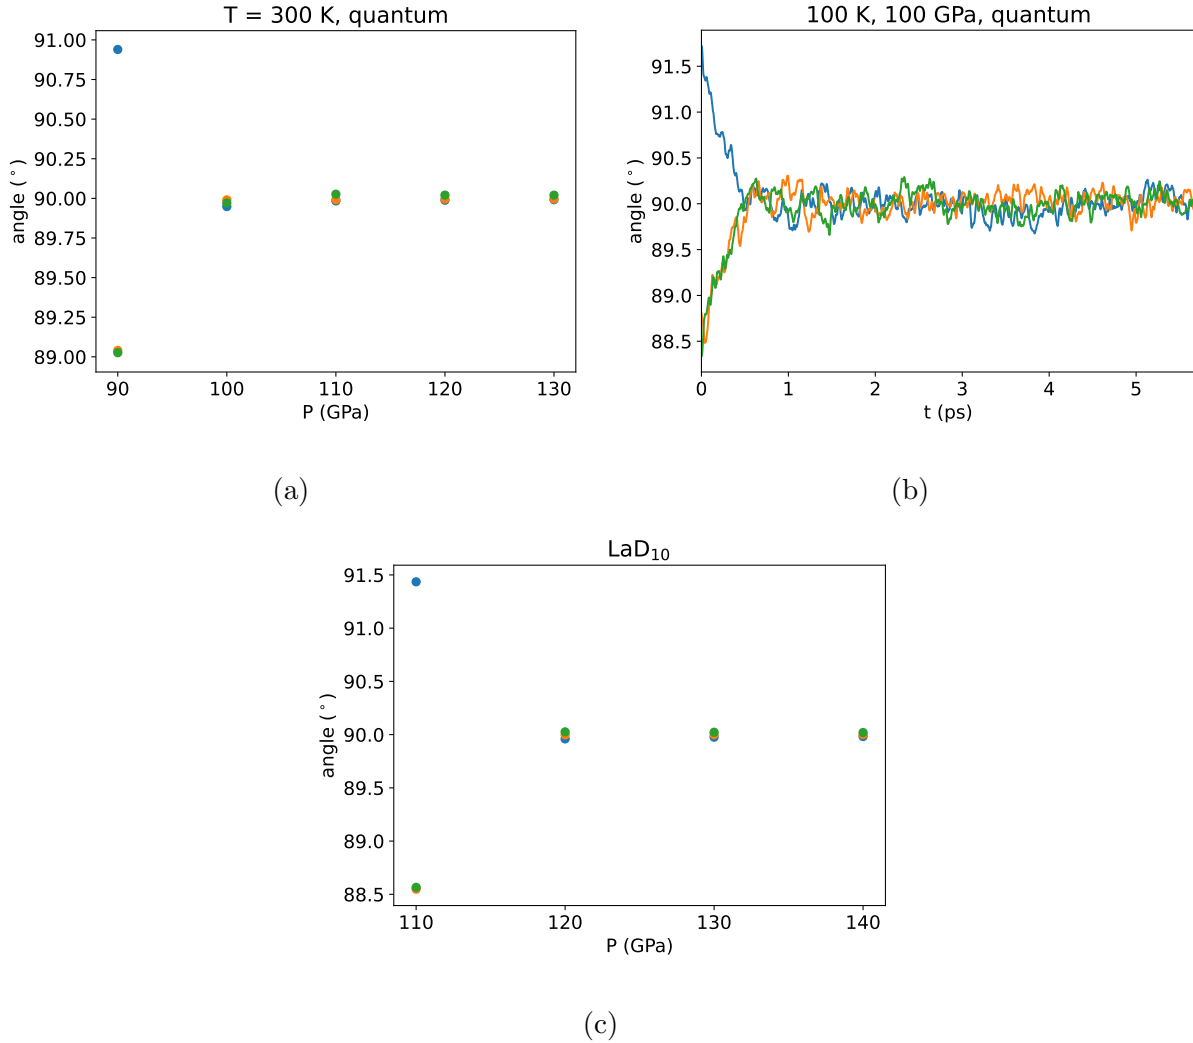 T = 300 K, quantum
91.00
90.75
90.50
90.25
90.00
89.75
89.50
89.25
89.00
angle (°)
90 100 110 120 130
P (GPa)
(a)
100 K, 100 GPa, quantum
91.5
91.0
90.5
90.0
89.5
89.0
88.5
angle (°)
0 1 2 3 4 5
t (ps)
(b)
LaD₁₀
91.5
91.0
90.5
90.0
89.5
89.0
88.5
angle (°)
110 120 130 140
P (GPa)
(c)